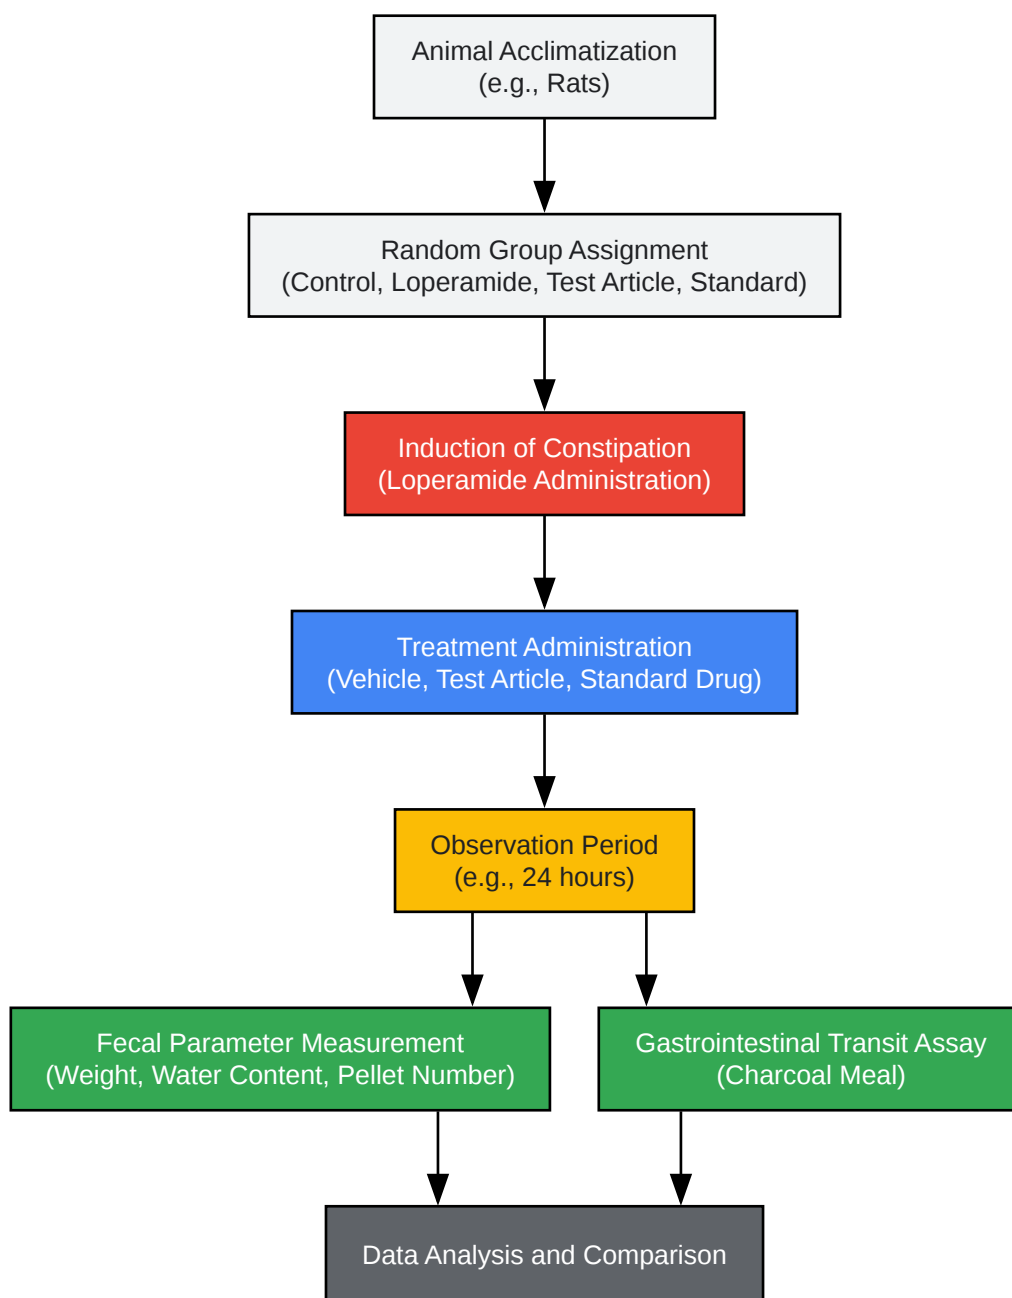 Animal Acclimatization
(e.g., Rats)
Random Group Assignment
(Control, Loperamide, Test Article, Standard)
Induction of Constipation
(Loperamide Administration)
Treatment Administration
(Vehicle, Test Article, Standard Drug)
Observation Period
(e.g., 24 hours)
Fecal Parameter Measurement
(Weight, Water Content, Pellet Number)
Gastrointestinal Transit Assay
(Charcoal Meal)
Data Analysis and Comparison